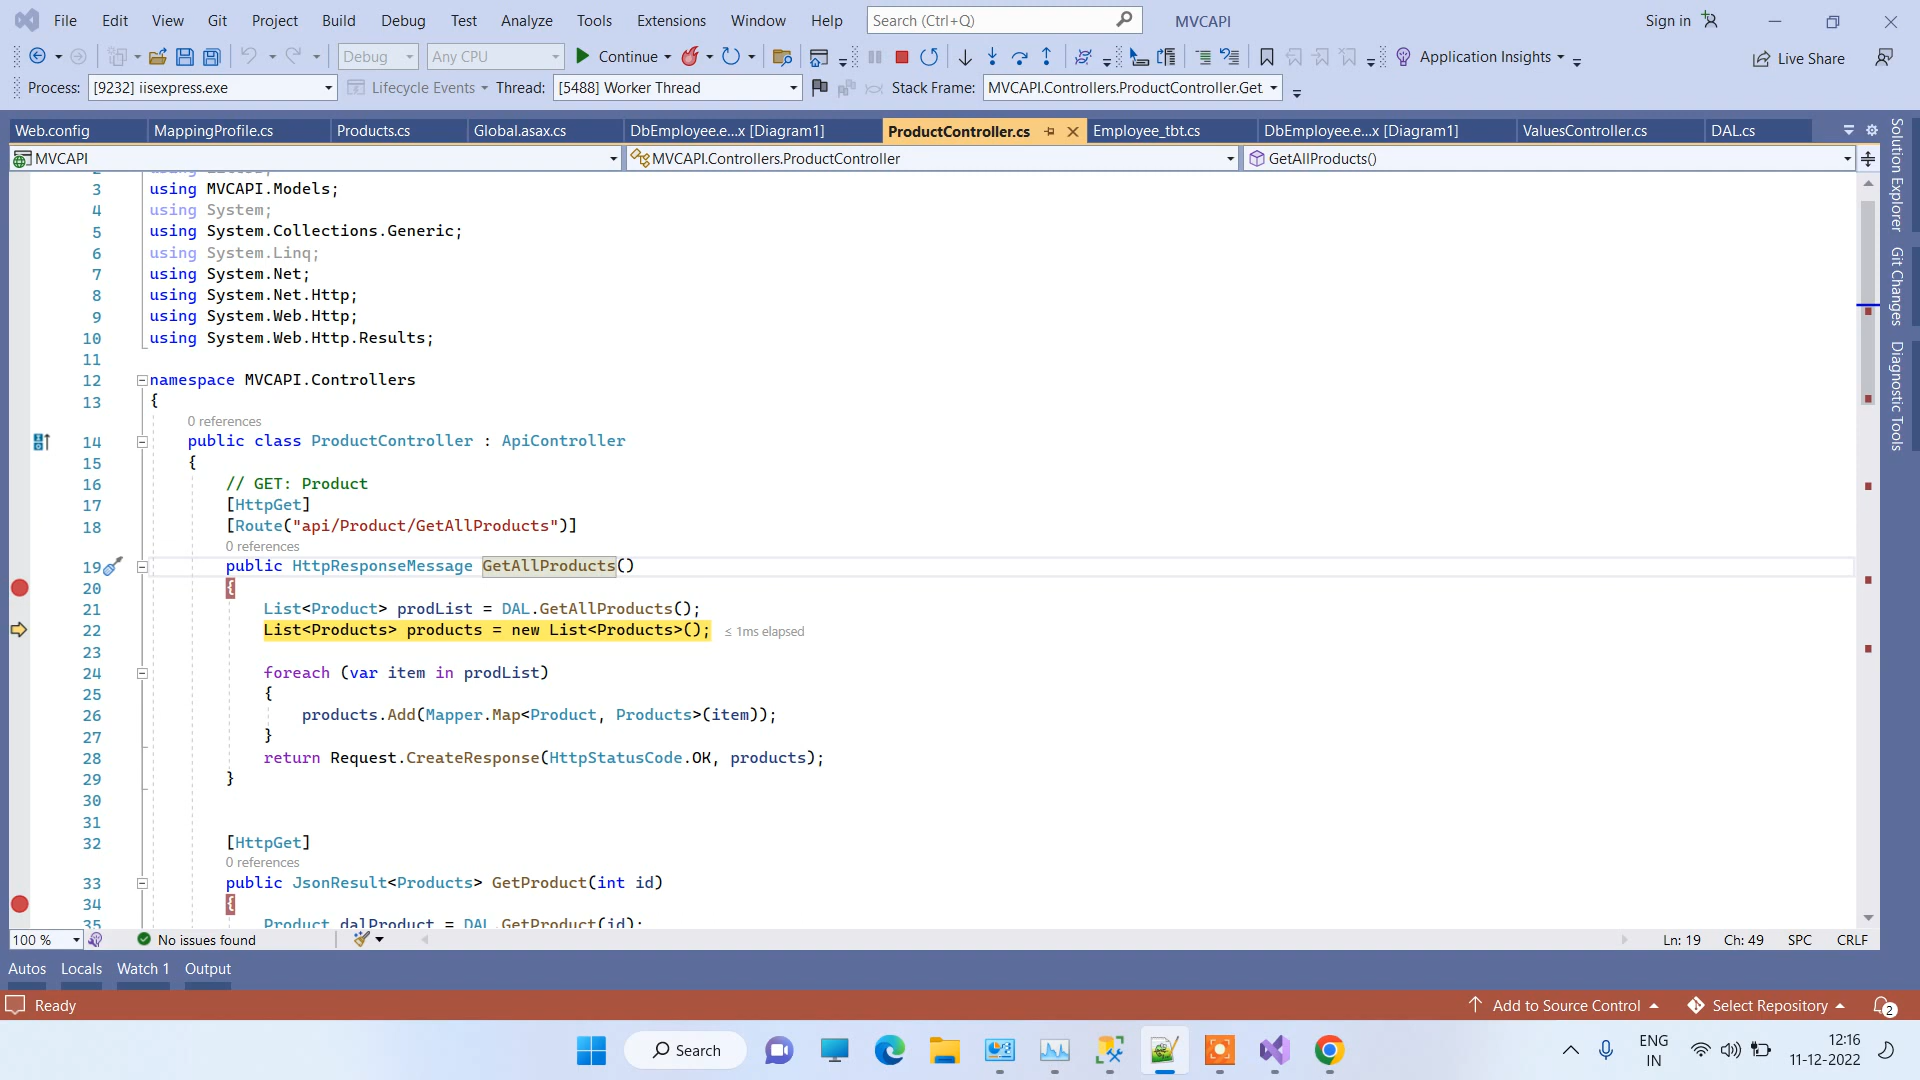 File Edit View Git Project Build Debug Test Analyze Tools Extensions Window Help Search (Ctrl+Q) MVCAPI Sign in
Debug Any CPU Continue Application Insights Live Share
Process: [9232] iisexpress.exe Lifecycle Events Thread: [5488] Worker Thread Stack Frame: MVCAPI.Controllers.ProductController.Get
Web.config MappingProfile.cs Products.cs Global.asax.cs DbEmployee.e...x [Diagram1] ProductController.cs Employee_tbt.cs DbEmployee.e...x [Diagram1] ValuesController.cs DAL.cs
MVCAPI MVCAPI.Controllers.ProductController GetAllProducts()
3 using MVCAPI.Models;
4 using System;
5 using System.Collections.Generic;
6 using System.Linq;
7 using System.Net;
8 using System.Net.Http;
9 using System.Web.Http;
10 using System.Web.Http.Results;
11
12 namespace MVCAPI.Controllers
13 {
0 references
14 public class ProductController : ApiController
15 {
16 // GET: Product
17 [HttpGet]
18 [Route("api/Product/GetAllProducts")]
0 references
19 public HttpResponseMessage GetAllProducts()
20 {
21 List<Product> prodList = DAL.GetAllProducts();
22 List<Products> products = new List<Products>(); ≤ 1ms elapsed
23
24 foreach (var item in prodList)
25 {
26 products.Add(Mapper.Map<Product, Products>(item));
27 }
28 return Request.CreateResponse(HttpStatusCode.OK, products);
29 }
30
31
32 [HttpGet]
0 references
33 public JsonResult<Products> GetProduct(int id)
34 {
35 Product dalProduct = DAL.GetProduct(id);
Solution Explorer
Git Changes
Diagnostic Tools
100 % No issues found Ln: 19 Ch: 49 SPC CRLF
Autos Locals Watch 1 Output
Ready Add to Source Control Select Repository 2
Search ENG
IN
12:16
11-12-2022